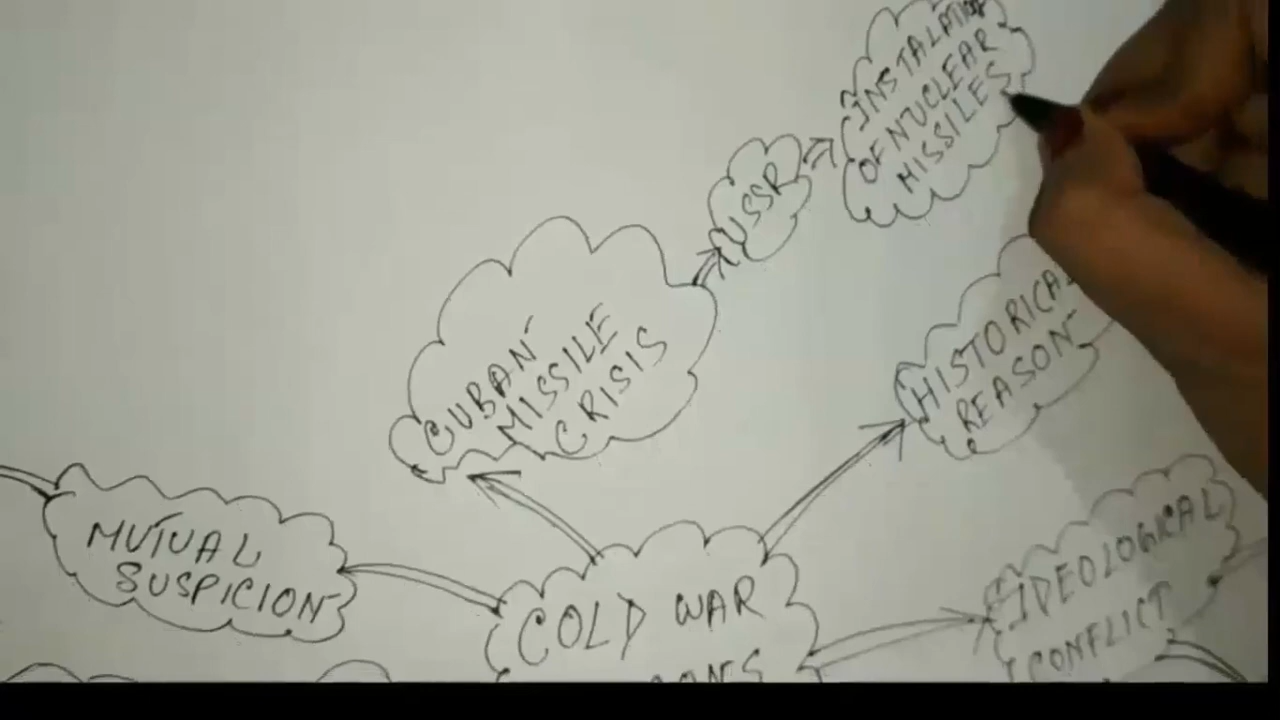 INSTALATION
OF NUCLEAR
MISSILES
USSR
CUBAN
MISSILE
CRISIS
HISTORICAL
REASON
MUTUAL
SUSPICION
IDEOLOGICAL
CONFLICT
COLD WAR